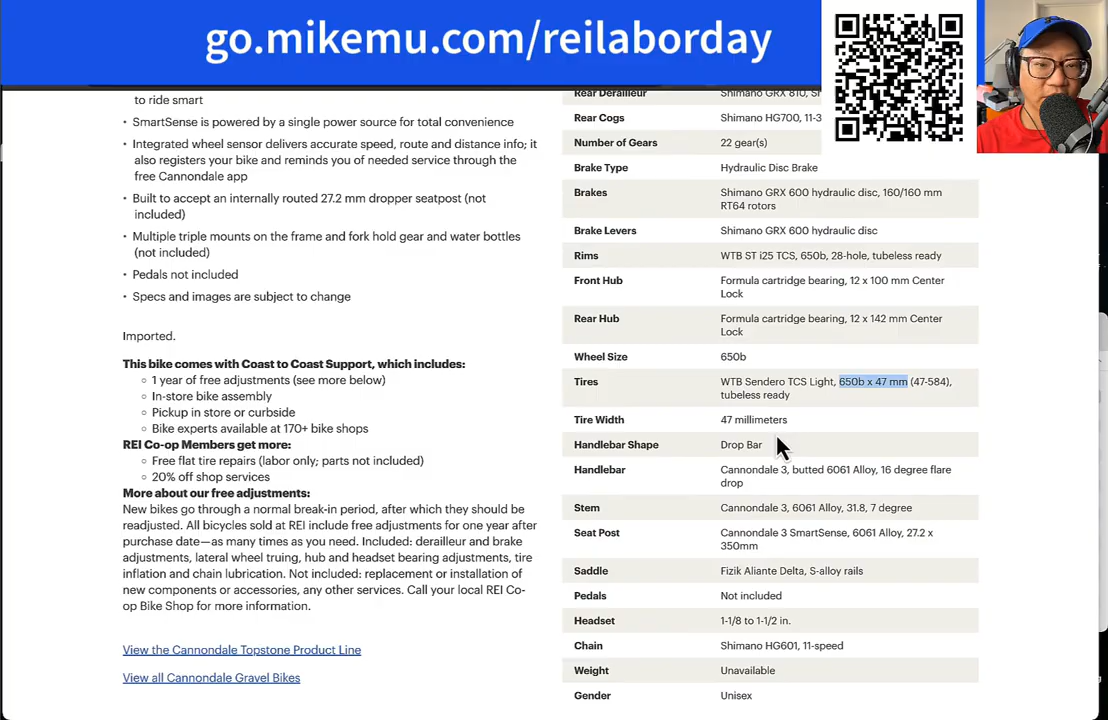 go.mikemu.com/reilaborday
to ride smart
• SmartSense is powered by a single power source for total convenience
• Integrated wheel sensor delivers accurate speed, route and distance info; it
also registers your bike and reminds you of needed service through the
free Cannondale app
• Built to accept an internally routed 27.2 mm dropper seatpost (not
included)
• Multiple triple mounts on the frame and fork hold gear and water bottles
(not included)
• Pedals not included
• Specs and images are subject to change
Imported.
This bike comes with Coast to Coast Support, which includes:
○ 1 year of free adjustments (see more below)
○ In-store bike assembly
○ Pickup in store or curbside
○ Bike experts available at 170+ bike shops
REI Co-op Members get more:
○ Free flat tire repairs (labor only; parts not included)
○ 20% off shop services
More about our free adjustments:
New bikes go through a normal break-in period, after which they should be
readjusted. All bicycles sold at REI include free adjustments for one year after
purchase date—as many times as you need. Included: derailleur and brake
adjustments, lateral wheel truing, hub and headset bearing adjustments, tire
inflation and chain lubrication. Not included: replacement or installation of
new components or accessories, any other services. Call your local REI Co-
op Bike Shop for more information.
View the Cannondale Topstone Product Line
View all Cannondale Gravel Bikes
Rear Derailleur Shimano GRX 810,
Rear Cogs Shimano HG700,
Number of Gears 22 gear(s)
Brake Type Hydraulic Disc Brake
Brakes Shimano GRX 600 hydraulic disc, 160/160 mm
RT64 rotors
Brake Levers Shimano GRX 600 hydraulic disc
Rims WTB ST i25 TCS, 650b, 28-hole, tubeless ready
Front Hub Formula cartridge bearing, 12 x 100 mm Center
Lock
Rear Hub Formula cartridge bearing, 12 x 142 mm Center
Lock
Wheel Size 650b
Tires WTB Sendero TCS Light, 650b x 47 mm (47-584),
tubeless ready
Tire Width 47 millimeters
Handlebar Shape Drop Bar
Handlebar Cannondale 3, butted 6061 Alloy, 16 degree flare
drop
Stem Cannondale 3, 6061 Alloy, 31.8, 7 degree
Seat Post Cannondale 3 SmartSense, 6061 Alloy, 27.2 x
350mm
Saddle Fizik Aliante Delta, S-alloy rails
Pedals Not included
Headset 1-1/8 to 1-1/2 in.
Chain Shimano HG601, 11-speed
Weight Unavailable
Gender Unisex